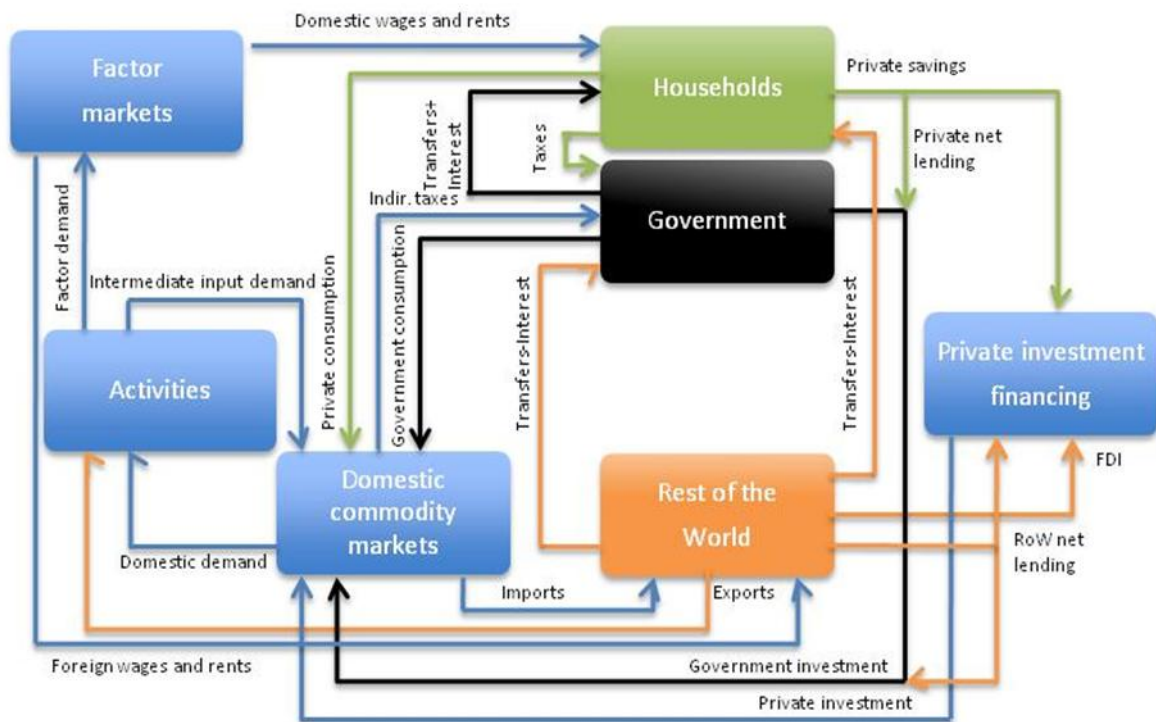 Domestic wages and rents
Factor
markets
Households
Private savings
Transfers+
Interest
Taxes
Private net
lending
Indir. taxes
Government
Factor demand
Intermediate input demand
Private consumption
Government consumption
Transfers-Interest
Transfers-Interest
Activities
Private investment
financing
Domestic
commodity
markets
Rest of the
World
FDI
Domestic demand
RoW net
lending
Imports
Exports
Foreign wages and rents
Government investment
Private investment